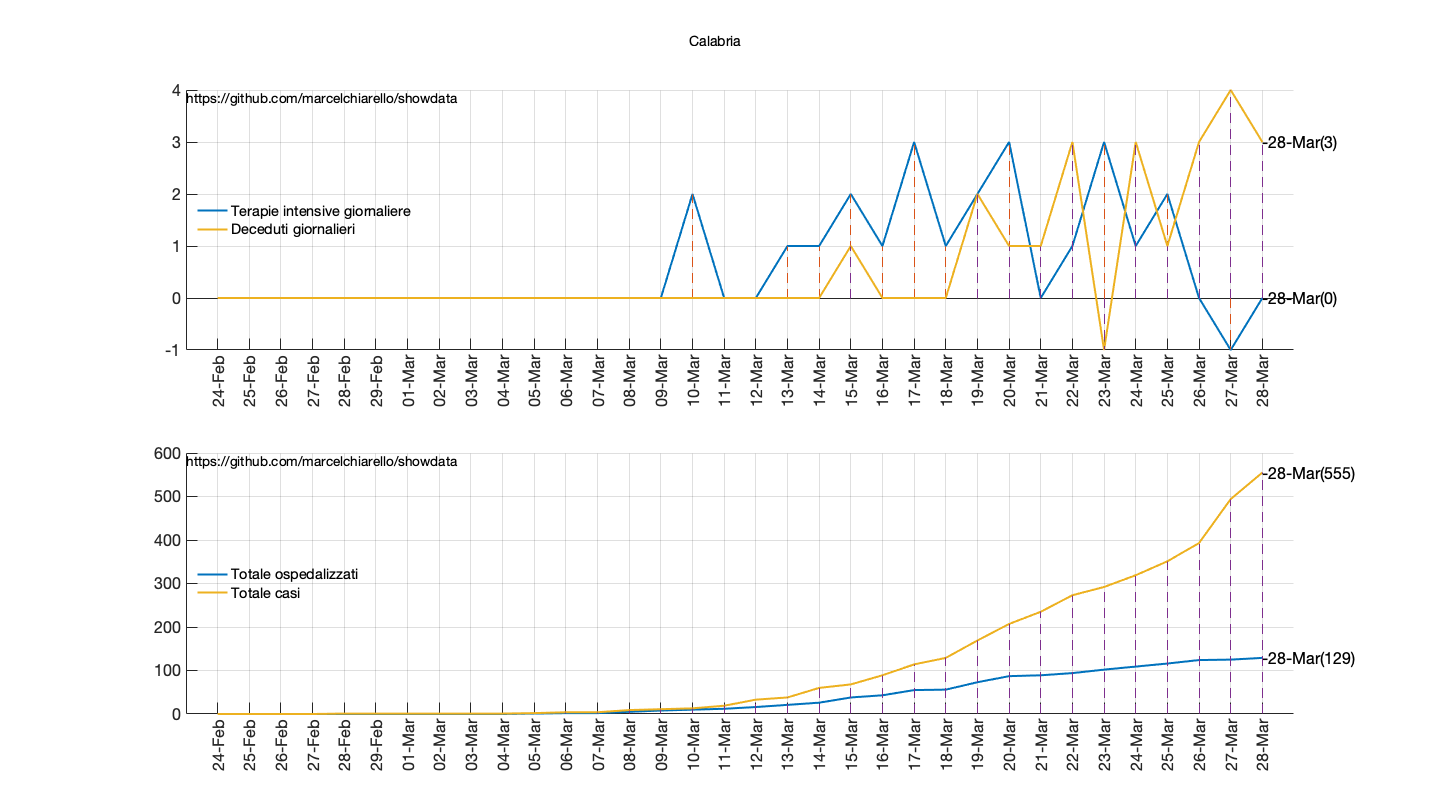 Calabria
4
https://github.com/marcelchiarello/showdata
3
-28-Mar(3)
2
Terapie intensive giornaliere
Deceduti giornalieri
1
0
-28-Mar(0)
-1
24-Feb
25-Feb
26-Feb
27-Feb
28-Feb
29-Feb
01-Mar
02-Mar
03-Mar
04-Mar
05-Mar
06-Mar
07-Mar
08-Mar
09-Mar
10-Mar
11-Mar
12-Mar
13-Mar
14-Mar
15-Mar
16-Mar
17-Mar
18-Mar
19-Mar
20-Mar
21-Mar
22-Mar
23-Mar
24-Mar
25-Mar
26-Mar
27-Mar
28-Mar
600
https://github.com/marcelchiarello/showdata
-28-Mar(555)
500
400
300
Totale ospedalizzati
Totale casi
200
100
-28-Mar(129)
0
24-Feb
25-Feb
26-Feb
27-Feb
28-Feb
29-Feb
01-Mar
02-Mar
03-Mar
04-Mar
05-Mar
06-Mar
07-Mar
08-Mar
09-Mar
10-Mar
11-Mar
12-Mar
13-Mar
14-Mar
15-Mar
16-Mar
17-Mar
18-Mar
19-Mar
20-Mar
21-Mar
22-Mar
23-Mar
24-Mar
25-Mar
26-Mar
27-Mar
28-Mar